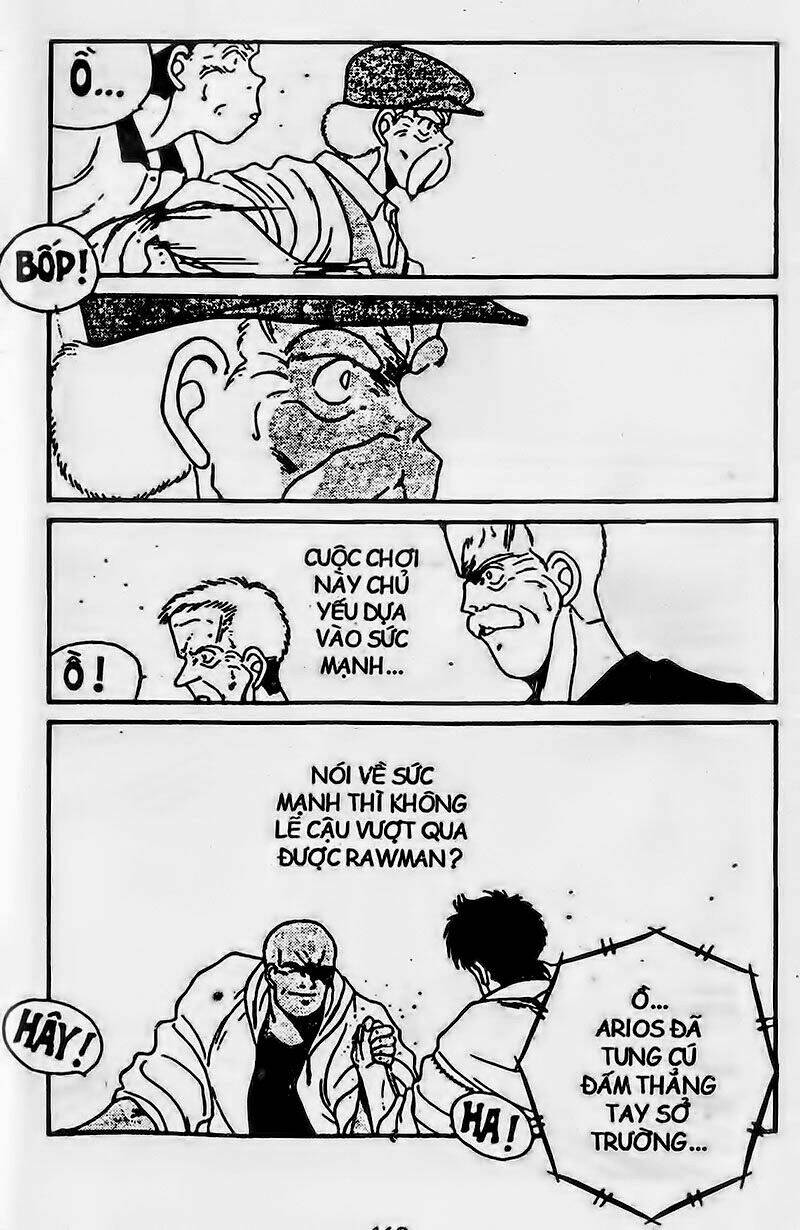 Ồ...
BỐP!
CUỘC CHƠI
NÀY CHỦ
YẾU DỰA
VÀO SỨC
MẠNH...
Ồ!
NÓI VỀ SỨC
MẠNH THÌ KHÔNG
LẼ CẬU VƯỢT QUA
ĐƯỢC RAWMAN?
HÂY!
HA!
Ồ...
ARIOS ĐÃ
TUNG CÚ
ĐẤM THẲNG
TAY SỞ
TRƯỜNG...